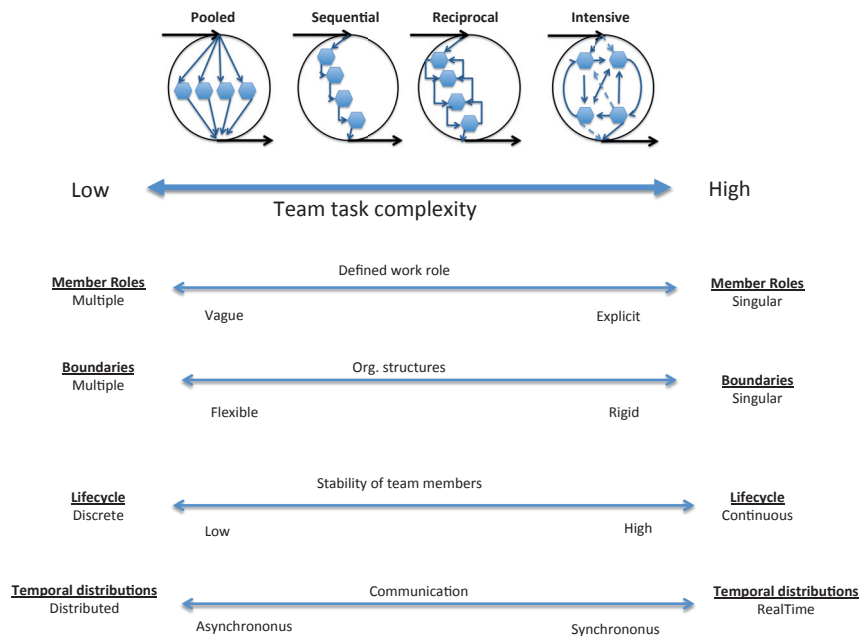 Pooled Sequential Reciprocal Intensive
Low High
Team task complexity
Defined work role
Member Roles Member Roles
Multiple Singular
Vague Explicit
Boundaries Org. structures Boundaries
Multiple Singular
Flexible Rigid
Stability of team members
Lifecycle Lifecycle
Discrete Continuous
Low High
Temporal distributions Communication Temporal distributions
Distributed RealTime
Asynchrononus Synchrononus